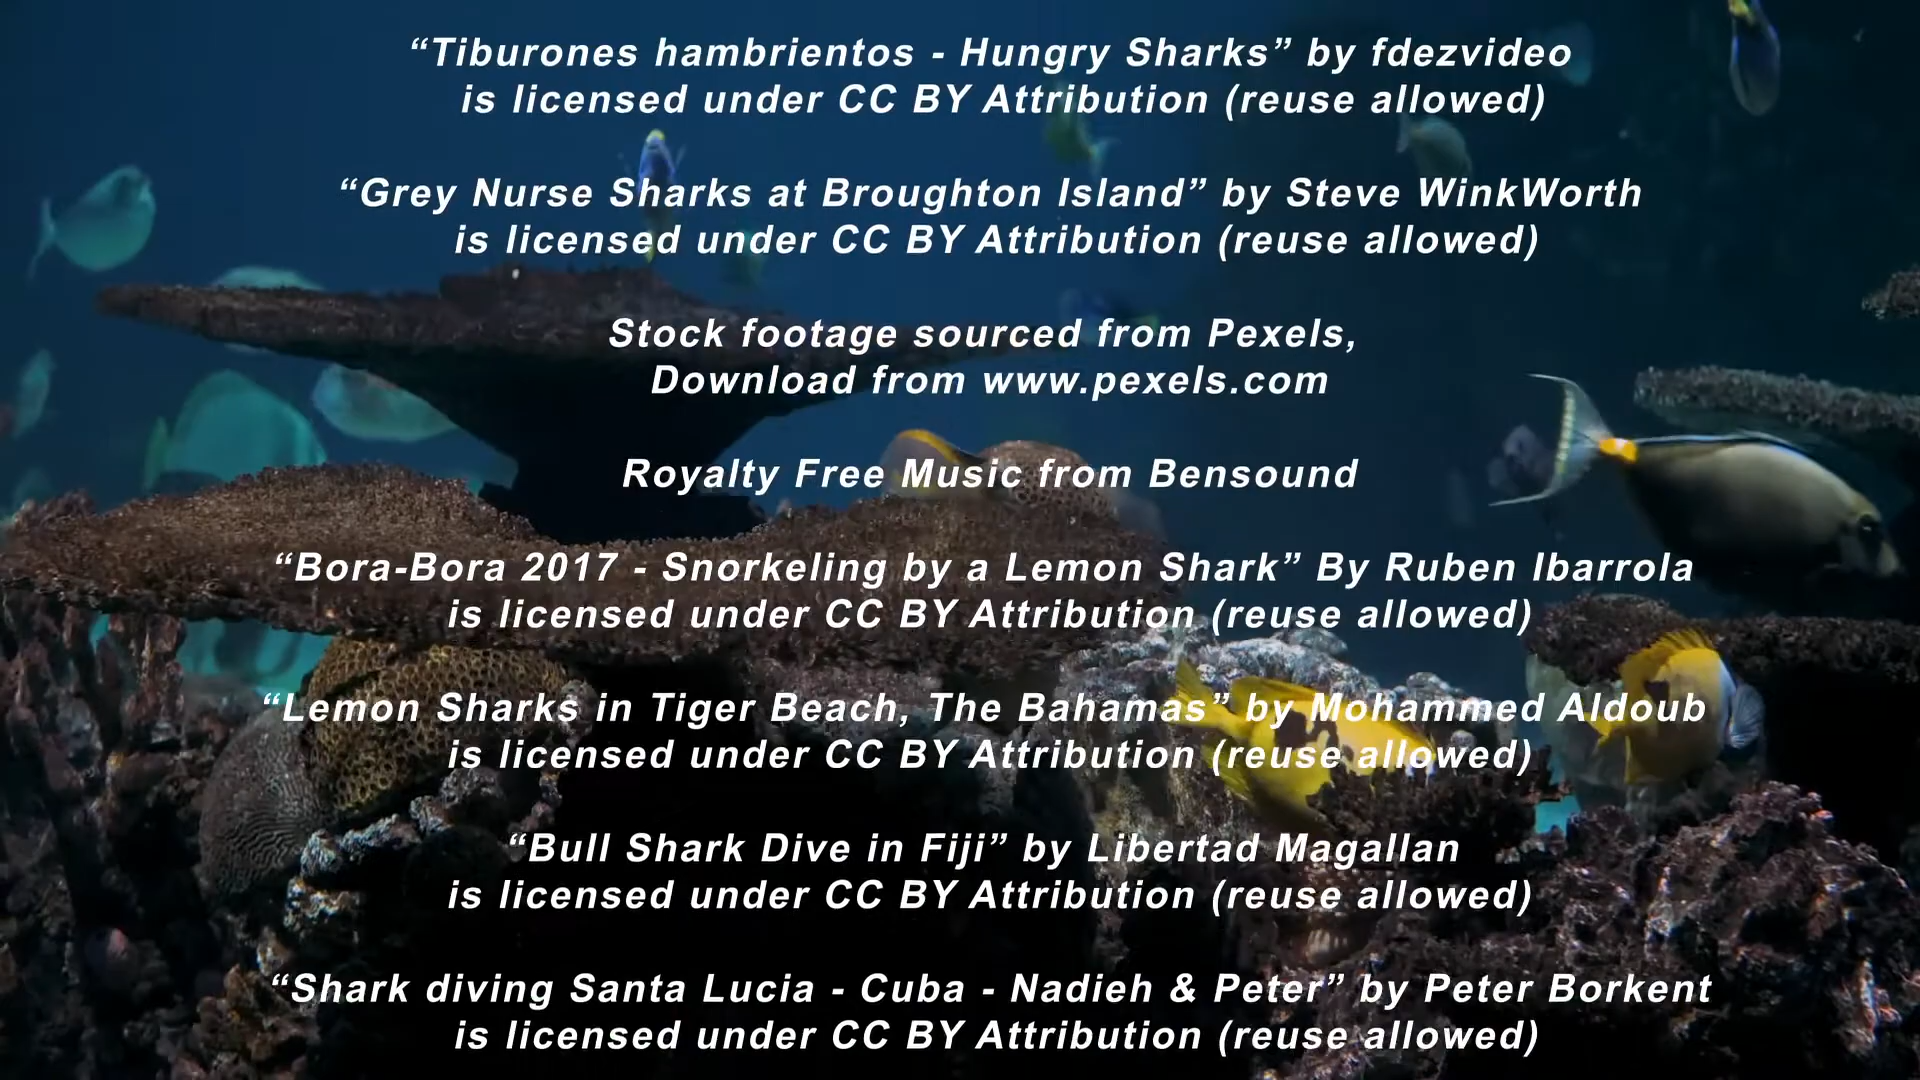 “Tiburones hambrientos - Hungry Sharks” by fdezvideo
is licensed under CC BY Attribution (reuse allowed)
“Grey Nurse Sharks at Broughton Island” by Steve WinkWorth
is licensed under CC BY Attribution (reuse allowed)
Stock footage sourced from Pexels,
Download from www.pexels.com
Royalty Free Music from Bensound
“Bora-Bora 2017 - Snorkeling by a Lemon Shark” By Ruben Ibarrola
is licensed under CC BY Attribution (reuse allowed)
“Lemon Sharks in Tiger Beach, The Bahamas” by Mohammed Aldoub
is licensed under CC BY Attribution (reuse allowed)
“Bull Shark Dive in Fiji” by Libertad Magallan
is licensed under CC BY Attribution (reuse allowed)
“Shark diving Santa Lucia - Cuba - Nadieh & Peter” by Peter Borkent
is licensed under CC BY Attribution (reuse allowed)